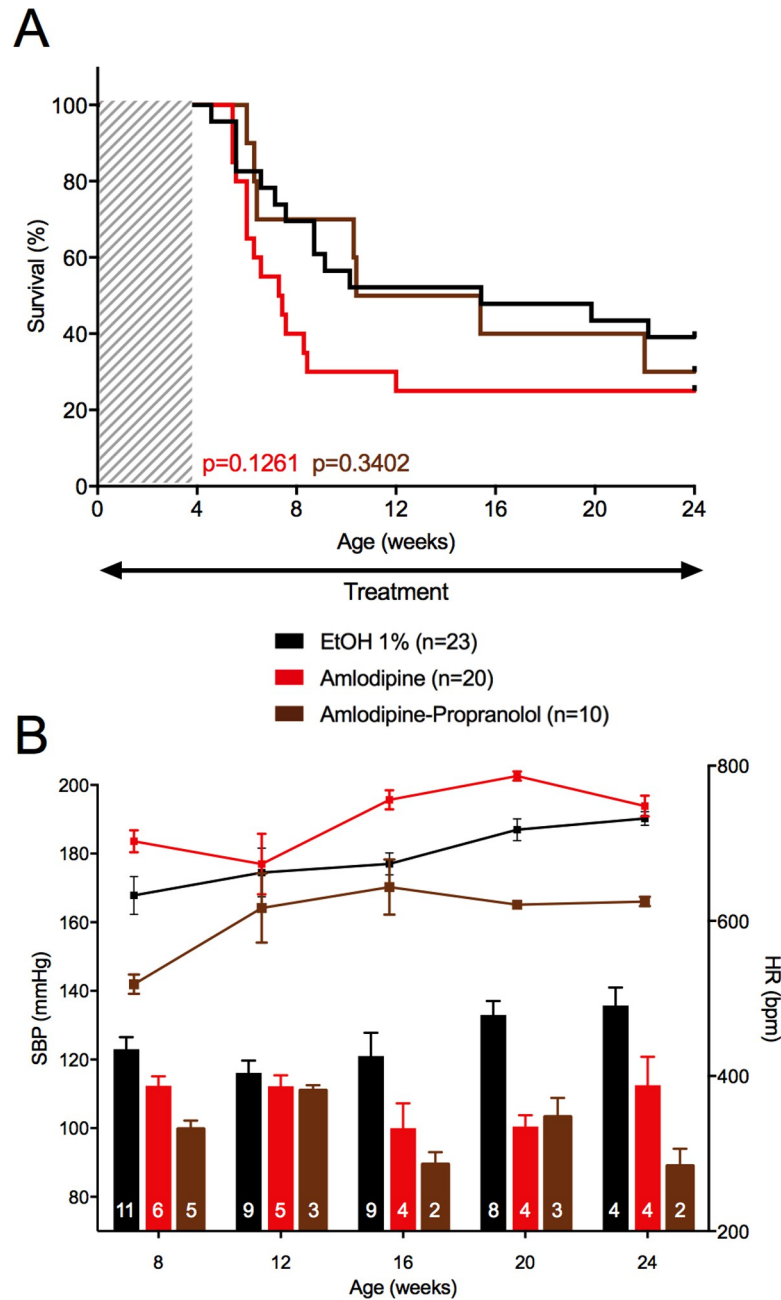 A
100
80
60
40
20
0
Survival (%)
p=0.1261 p=0.3402
0 4 8 12 16 20 24
Age (weeks)
Treatment
EtOH 1% (n=23)
Amlodipine (n=20)
Amlodipine-Propranolol (n=10)
B
200
180
160
140
120
100
80
SBP (mmHg)
800
600
400
200
HR (bpm)
11 6 5 9 5 3 9 4 2 8 4 3 4 4 2
8 12 16 20 24
Age (weeks)